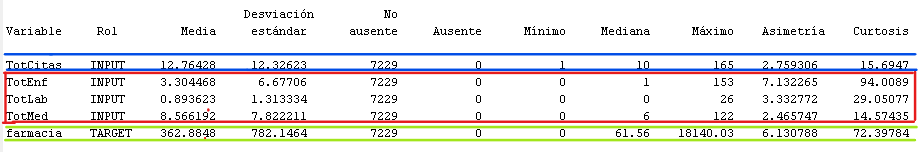 Desviación No
Variable Rol Media estándar ausente Ausente Mínimo Mediana Máximo Asimetría Curtosis
TotCitas INPUT 12.76428 12.32623 7229 0 1 10 165 2.759306 15.6947
TotEnf INPUT 3.304468 6.67706 7229 0 0 1 153 7.132265 94.0089
TotLab INPUT 0.893623 1.313334 7229 0 0 0 26 3.332772 29.05077
TotMed INPUT 8.566192 7.822211 7229 0 0 6 122 2.465747 14.57435
farmacia TARGET 362.8848 782.1464 7229 0 0 61.56 18140.03 6.130788 72.39784